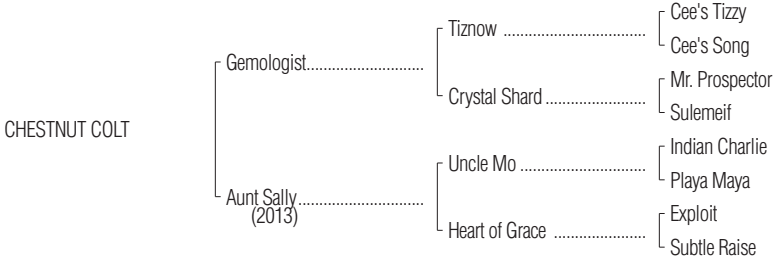 Cee's Tizzy
Tiznow ................................
Cee's Song
Gemologist..........................
Mr. Prospector
Crystal Shard ......................
Sulemeif
CHESTNUT COLT
Indian Charlie
Uncle Mo ............................
Playa Maya
Aunt Sally............................
(2013)
Exploit
Heart of Grace ....................
Subtle Raise